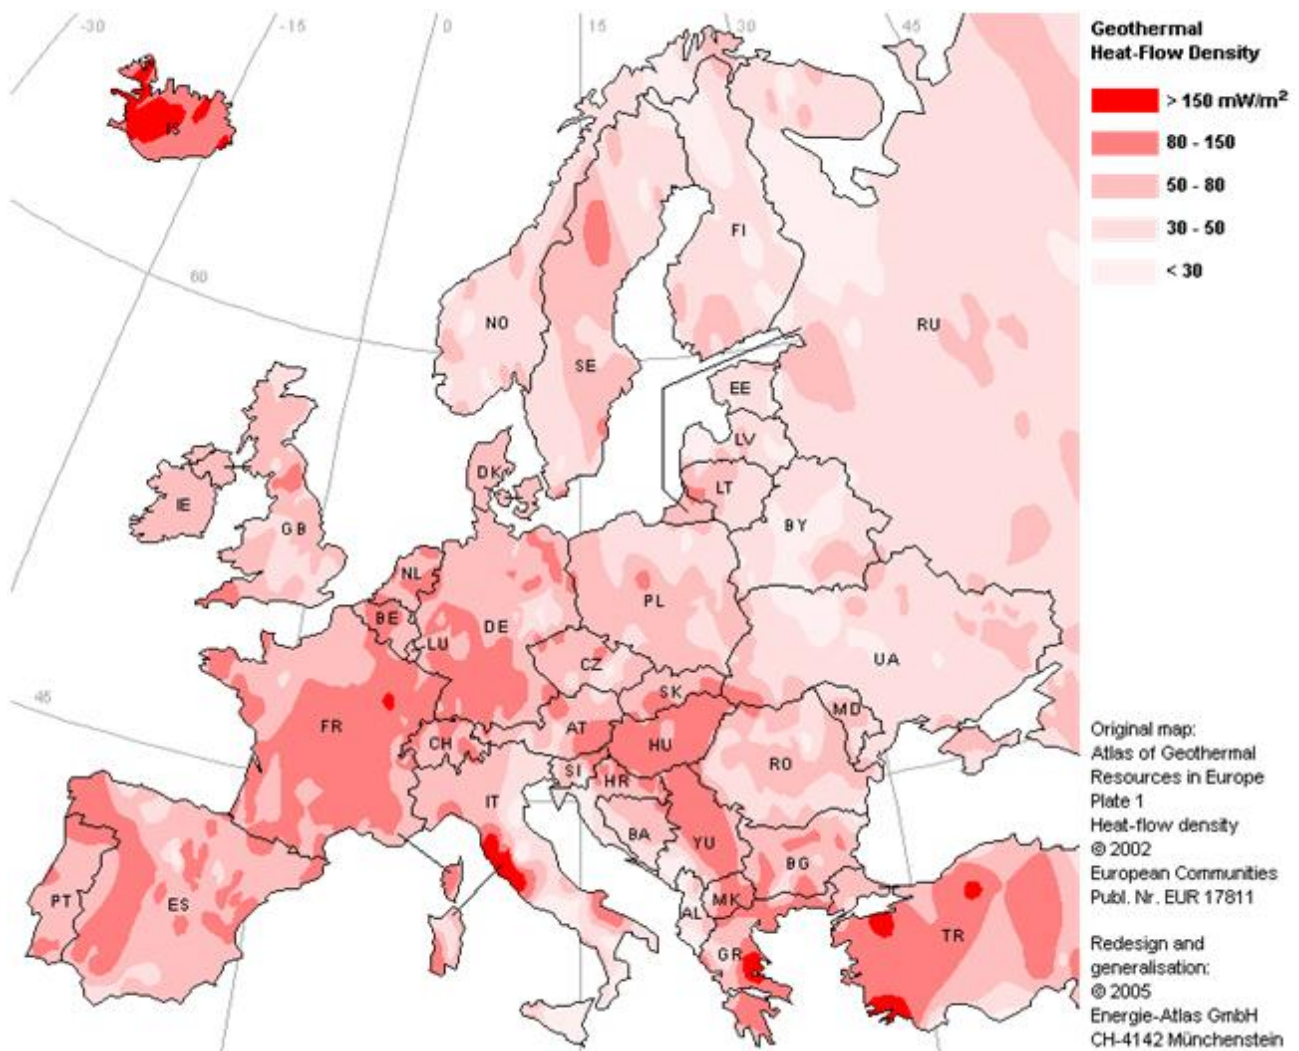 -30
-15
0
15
30
45
60
45
IS
NO
SE
FI
RU
EE
LV
LT
BY
DK
IE
GB
NL
BE
LU
DE
PL
CZ
UA
SK
MD
FR
CH
AT
HU
RO
SI
HR
IT
BA
YU
BG
PT
ES
AL
MK
GR
TR
Geothermal
Heat-Flow Density
> 150 mW/m²
80 - 150
50 - 80
30 - 50
< 30
Original map:
Atlas of Geothermal
Resources in Europe
Plate 1
Heat-flow density
© 2002
European Communities
Publ. Nr. EUR 17811
Redesign and
generalisation:
© 2005
Energie-Atlas GmbH
CH-4142 Münchenstein